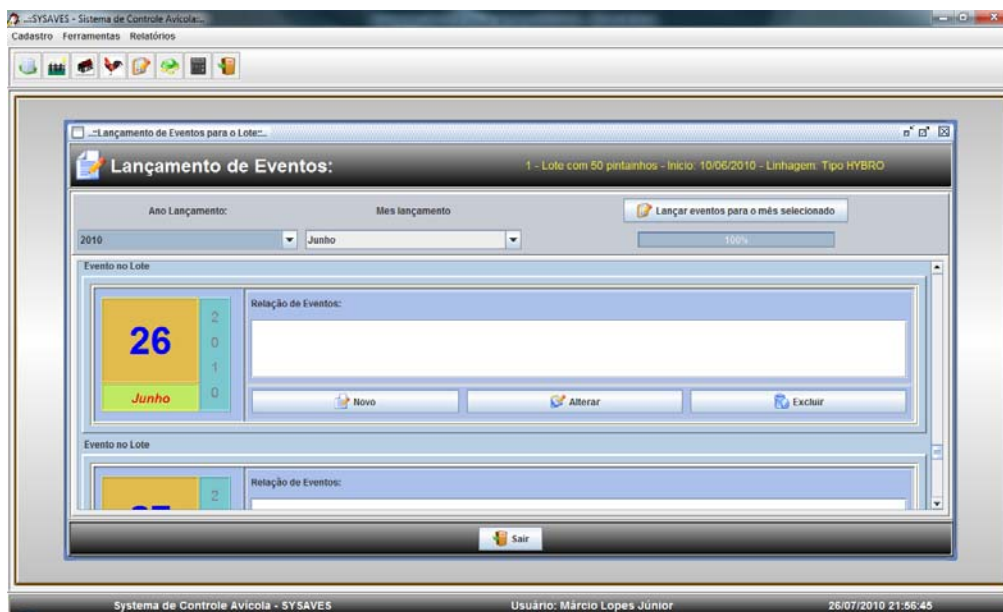 ..::SYSAVES - Sistema de Controle Avícola::..
Cadastro Ferramentas Relatórios
..::Lançamento de Eventos para o Lote::..
Lançamento de Eventos:
1 - Lote com 50 pintainhos - Inicio: 10/06/2010 - Linhagem: Tipo HYBRO
Ano Lançamento:
Mes lançamento
Lançar eventos para o mês selecionado
2010
Junho
100%
Evento no Lote
26
Junho
2
0
1
0
Relação de Eventos:
Novo
Alterar
Excluir
Evento no Lote
27
2
Relação de Eventos:
Sair
Systema de Controle Avícola - SYSAVES
Usuário: Márcio Lopes Júnior
26/07/2010 21:56:45